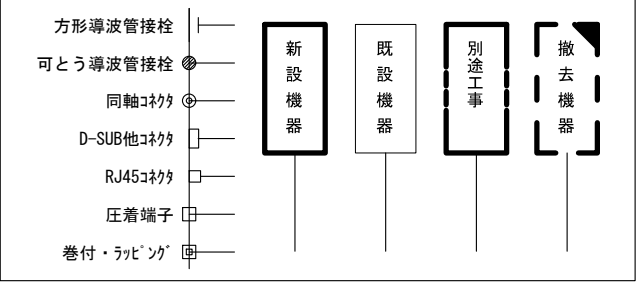 方形導波管接栓
可とう導波管接栓
同軸ｺﾈｸﾀ
D-SUB他ｺﾈｸﾀ
RJ45ｺﾈｸﾀ
圧着端子
巻付・ﾗｯﾋﾟﾝｸﾞ
新設機器
既設機器
別途工事
撤去機器